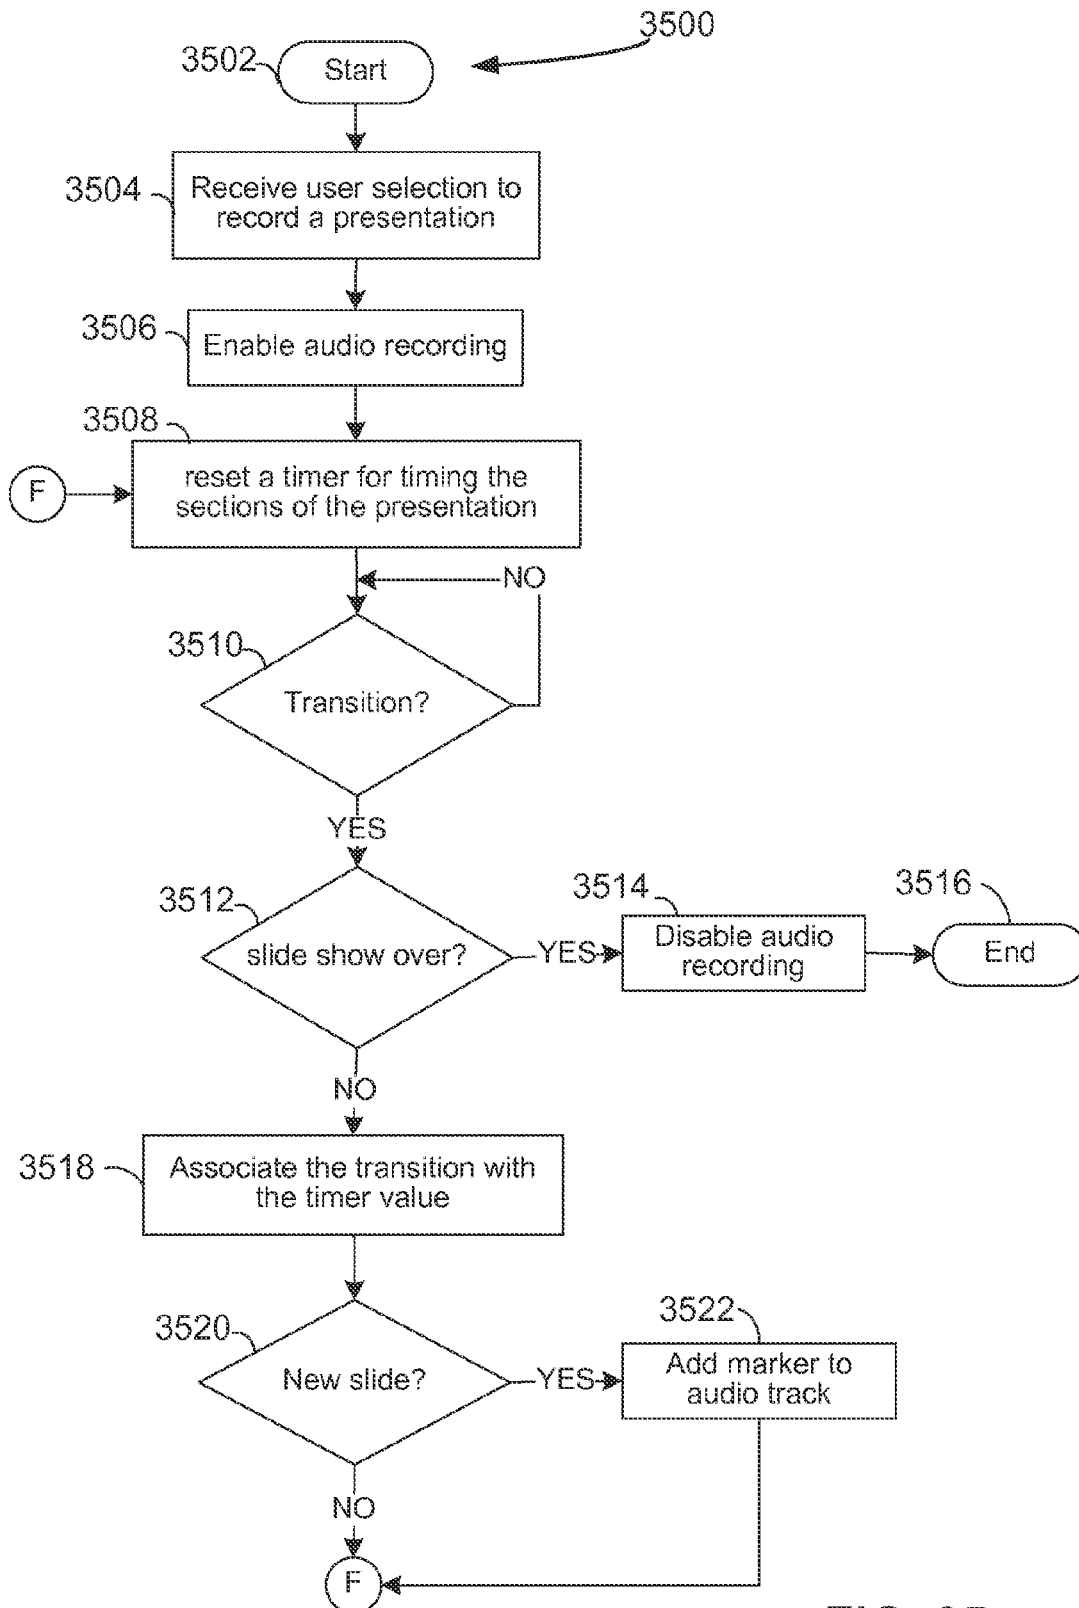 3500
3502
Start
3504
Receive user selection to
record a presentation
3506
Enable audio recording
3508
reset a timer for timing the
sections of the presentation
F
NO
3510
Transition?
YES
3512
slide show over?
YES
3514
Disable audio
recording
3516
End
NO
3518
Associate the transition with
the timer value
3520
New slide?
YES
3522
Add marker to
audio track
NO
F